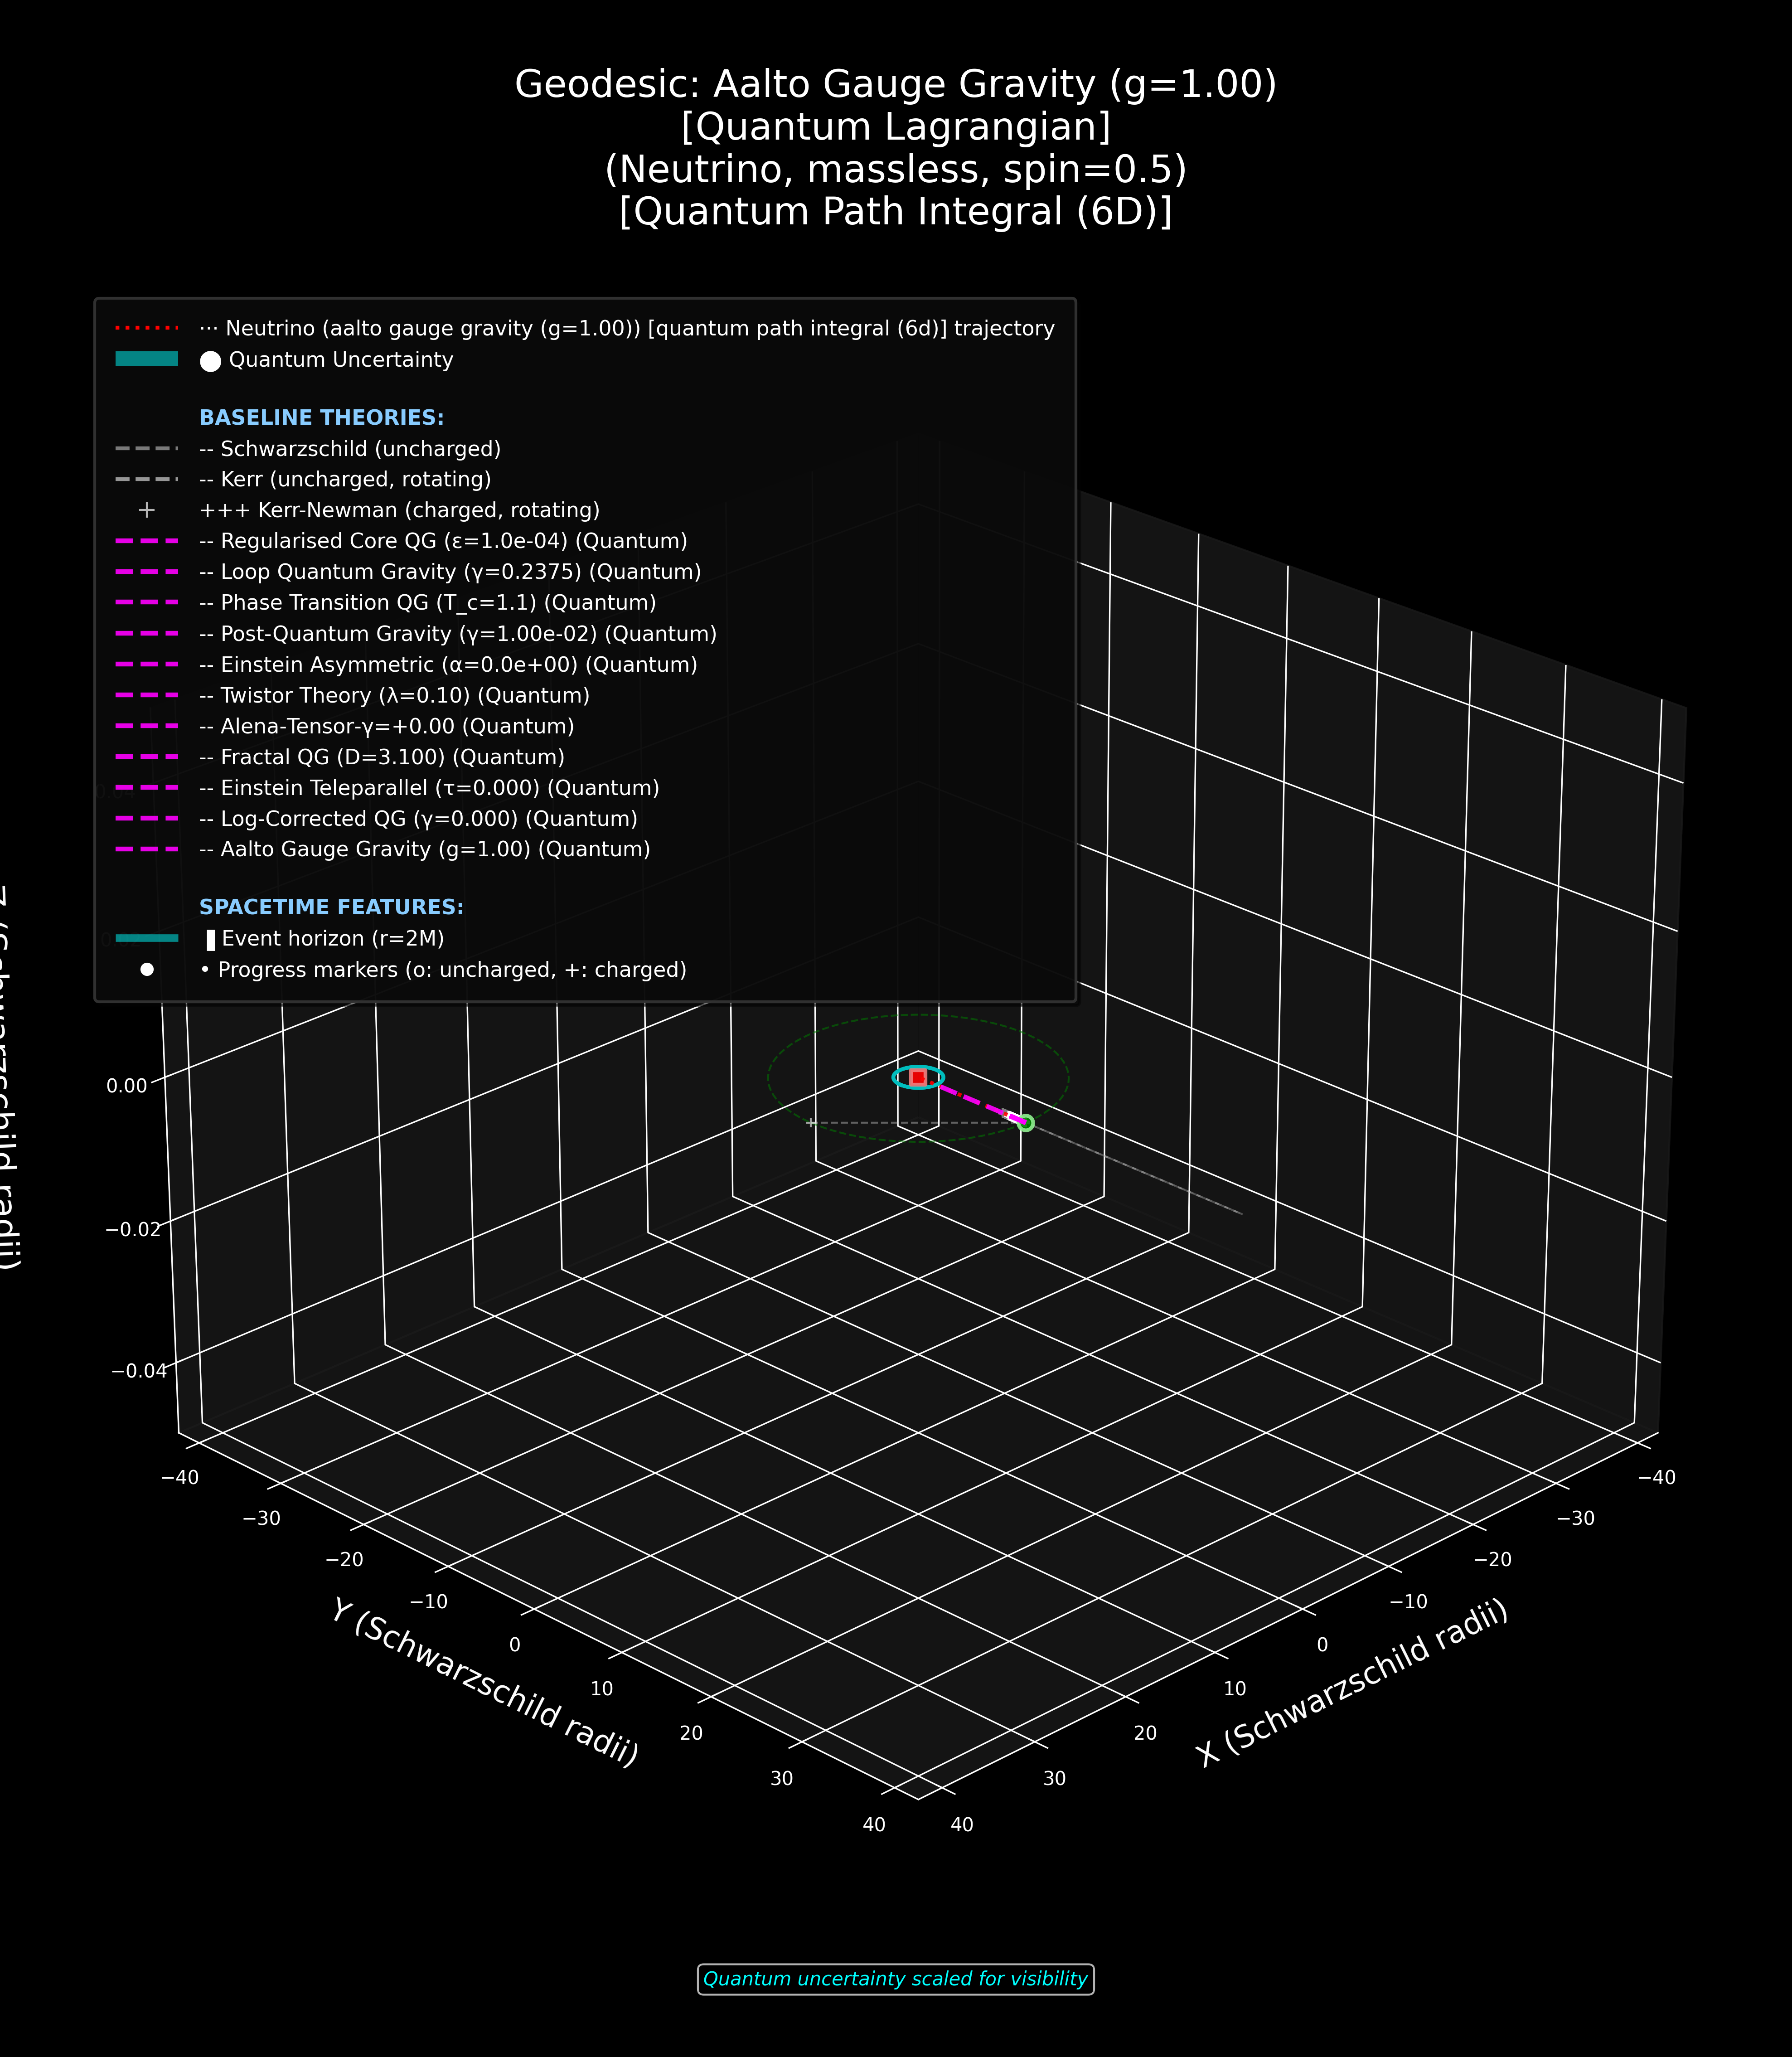 Geodesic: Aalto Gauge Gravity (g=1.00)
[Quantum Lagrangian]
(Neutrino, massless, spin=0.5)
[Quantum Path Integral (6D)]
··· Neutrino (aalto gauge gravity (g=1.00)) [quantum path integral (6d)] trajectory
● Quantum Uncertainty
BASELINE THEORIES:
-- Schwarzschild (uncharged)
-- Kerr (uncharged, rotating)
+++ Kerr-Newman (charged, rotating)
-- Regularised Core QG (ε=1.0e-04) (Quantum)
-- Loop Quantum Gravity (γ=0.2375) (Quantum)
-- Phase Transition QG (T_c=1.1) (Quantum)
-- Post-Quantum Gravity (γ=1.00e-02) (Quantum)
-- Einstein Asymmetric (α=0.0e+00) (Quantum)
-- Twistor Theory (λ=0.10) (Quantum)
-- Alena-Tensor-γ=+0.00 (Quantum)
-- Fractal QG (D=3.100) (Quantum)
-- Einstein Teleparallel (τ=0.000) (Quantum)
-- Log-Corrected QG (γ=0.000) (Quantum)
-- Aalto Gauge Gravity (g=1.00) (Quantum)
SPACETIME FEATURES:
▐ Event horizon (r=2M)
• Progress markers (o: uncharged, +: charged)
0.00
−0.02
−0.04
Z (Schwarzschild radii)
−40
−30
−20
−10
0
10
20
30
40
Y (Schwarzschild radii)
40
30
20
10
0
−10
−20
−30
−40
X (Schwarzschild radii)
Quantum uncertainty scaled for visibility